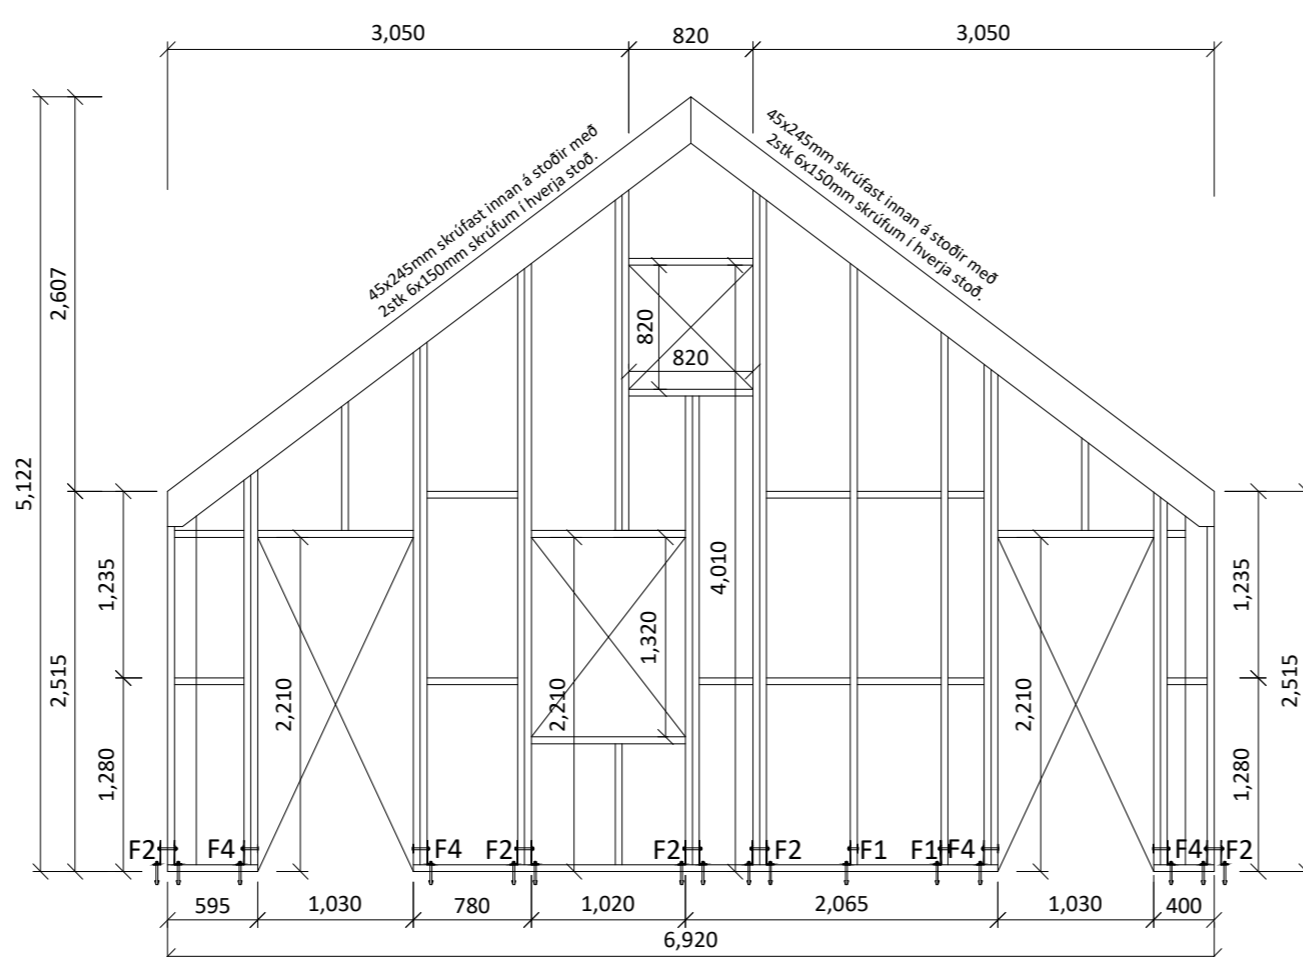 3,050
820
3,050
45x245mm skrúfast innan á stoðir með
2stk 6x150mm skrúfum í hverja stoð.
45x245mm skrúfast innan á stoðir með
2stk 6x150mm skrúfum í hverja stoð.
2,607
820
820
5,122
4,010
1,235
1,235
1,320
2,515
2,210
2,210
2,210
2,515
1,280
1,280
F2
F4
F4
F2
F2
F2
F1
F1
F4
F4
F2
595
1,030
780
1,020
2,065
1,030
400
6,920